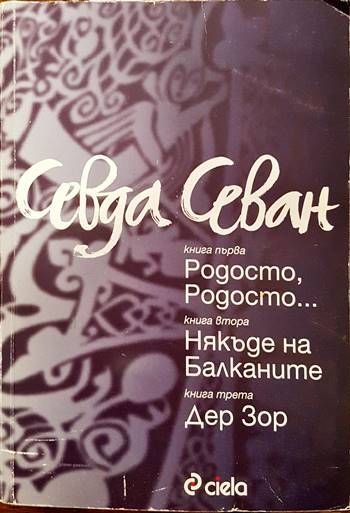 Севда Севан
книга първа
Родосто,
Родосто...
книга втора
Някъде на
Балканите
книга трета
Дер Зор
ciela